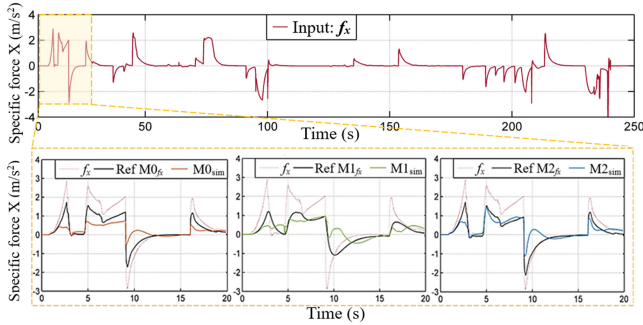 Input: fx
Specific force X (m/s²)
4
2
0
-2
-4
0
50
100
150
200
250
Time (s)
fx Ref M0fx M0sim
fx Ref M1fx M1sim
fx Ref M2fx M2sim
Specific force X (m/s²)
4
3
2
1
0
-1
-2
-3
0 5 10 15 20
0 5 10 15 20
0 5 10 15 20
Time (s)